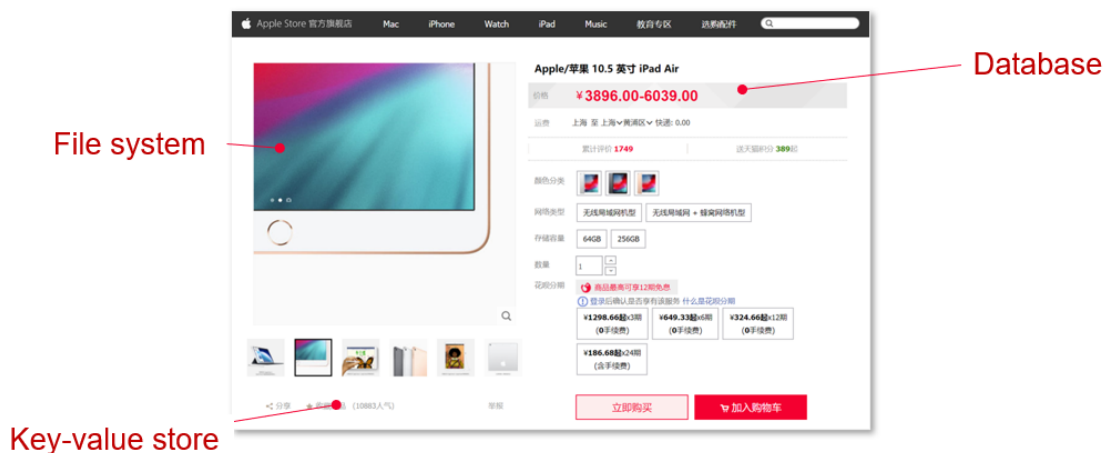 Apple Store 官方旗舰店 Mac iPhone Watch iPad Music 教育专区 选购配件
Database
Apple/苹果 10.5 英寸 iPad Air
价格 ¥3896.00-6039.00
File system
运费 上海 至 上海 黄浦区 快递: 0.00
累计评价 1749 送天猫积分 389起
颜色分类
网络类型 无线局域网机型 无线局域网 + 蜂窝网络机型
存储容量 64GB 256GB
数量 1
花呗分期 商品最高可享12期免息
登录后确认是否享有该服务 什么是花呗分期
¥1298.66起x3期 ¥649.33起x6期 ¥324.66起x12期
(0手续费) (0手续费) (0手续费)
¥186.68起x24期
(含手续费)
分享 (10883人气) 举报
立即购买 加入购物车
Key-value store